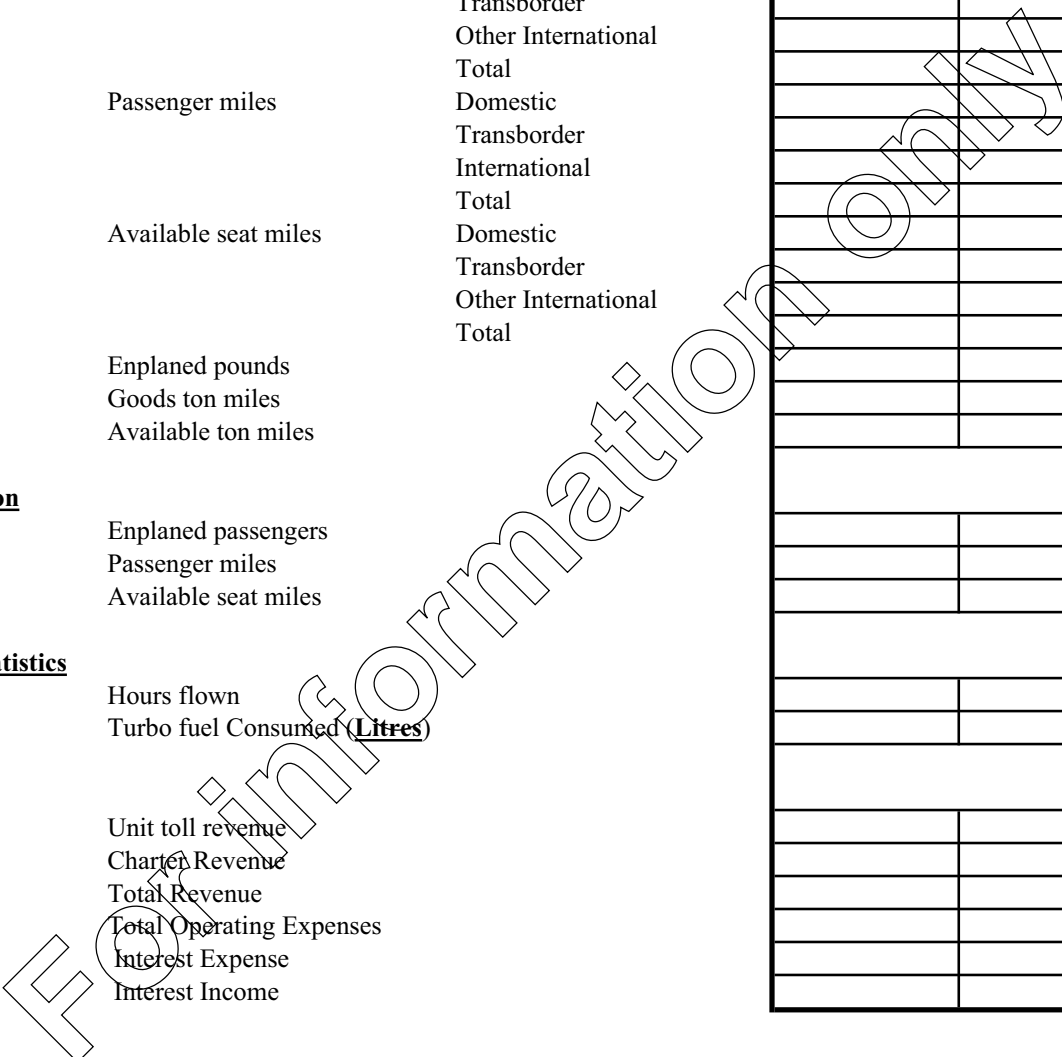 Transborder
Other International
Total
Passenger miles Domestic
Transborder
International
Total
Available seat miles Domestic
Transborder
Other International
Total
Enplaned pounds
Goods ton miles
Available ton miles
on
Enplaned passengers
Passenger miles
Available seat miles
tistics
Hours flown
Turbo fuel Consumed (Litres)
Unit toll revenue
Charter Revenue
Total Revenue
Total Operating Expenses
Interest Expense
Interest Income
For information only